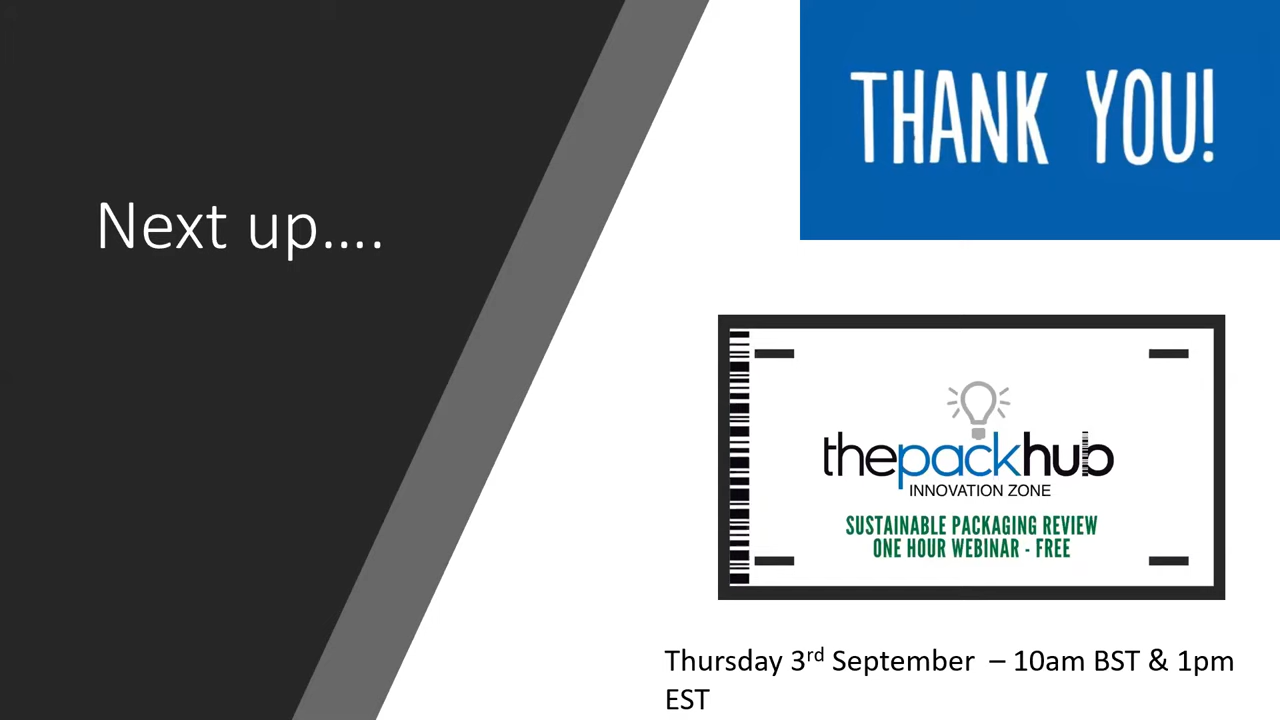 Next up....
THANK YOU!
thepackhub
INNOVATION ZONE
SUSTAINABLE PACKAGING REVIEW
ONE HOUR WEBINAR - FREE
Thursday 3rd September – 10am BST & 1pm
EST